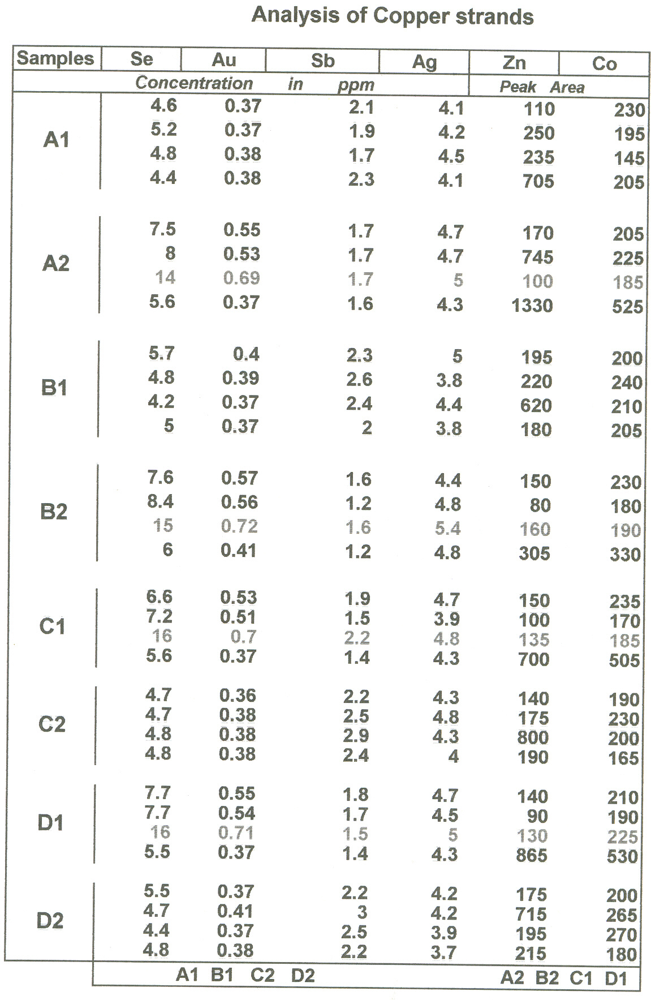 Analysis of Copper strands
Samples Se Au Sb Ag Zn Co
Concentration in ppm Peak Area
4.6 0.37 2.1 4.1 110 230
A1 5.2 0.37 1.9 4.2 250 195
4.8 0.38 1.7 4.5 235 145
4.4 0.38 2.3 4.1 705 205
7.5 0.55 1.7 4.7 170 205
A2 8 0.53 1.7 4.7 745 225
14 0.69 1.7 5 100 185
5.6 0.37 1.6 4.3 1330 525
5.7 0.4 2.3 5 195 200
B1 4.8 0.39 2.6 3.8 220 240
4.2 0.37 2.4 4.4 620 210
5 0.37 2 3.8 180 205
7.6 0.57 1.6 4.4 150 230
B2 8.4 0.56 1.2 4.8 80 180
15 0.72 1.6 5.4 160 190
6 0.41 1.2 4.8 305 330
6.6 0.53 1.9 4.7 150 235
C1 7.2 0.51 1.5 3.9 100 170
16 0.7 2.2 4.8 135 185
5.6 0.37 1.4 4.3 700 505
4.7 0.36 2.2 4.3 140 190
C2 4.7 0.38 2.5 4.8 175 230
4.8 0.38 2.9 4.3 800 200
4.8 0.38 2.4 4 190 165
7.7 0.55 1.8 4.7 140 210
D1 7.7 0.54 1.7 4.5 90 190
16 0.71 1.5 5 130 225
5.5 0.37 1.4 4.3 865 530
5.5 0.37 2.2 4.2 175 200
D2 4.7 0.41 3 4.2 715 265
4.4 0.37 2.5 3.9 195 270
4.8 0.38 2.2 3.7 215 180
A1 B1 C2 D2 A2 B2 C1 D1